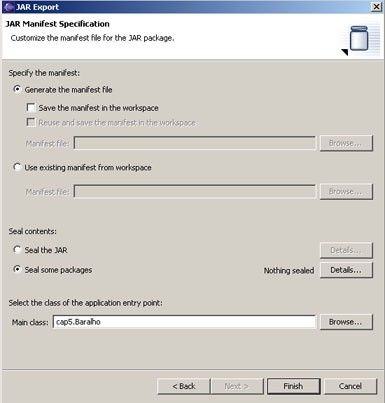 JAR Export
JAR Manifest Specification
Customize the manifest file for the JAR package.
Specify the manifest:
Generate the manifest file
Save the manifest in the workspace
Reuse and save the manifest in the workspace
Manifest file:
Browse...
Use existing manifest from workspace
Manifest file:
Browse...
Seal contents:
Seal the JAR
Details...
Seal some packages
Nothing sealed
Details...
Select the class of the application entry point:
Main class: cap5.Baralho
Browse...
< Back
Next >
Finish
Cancel